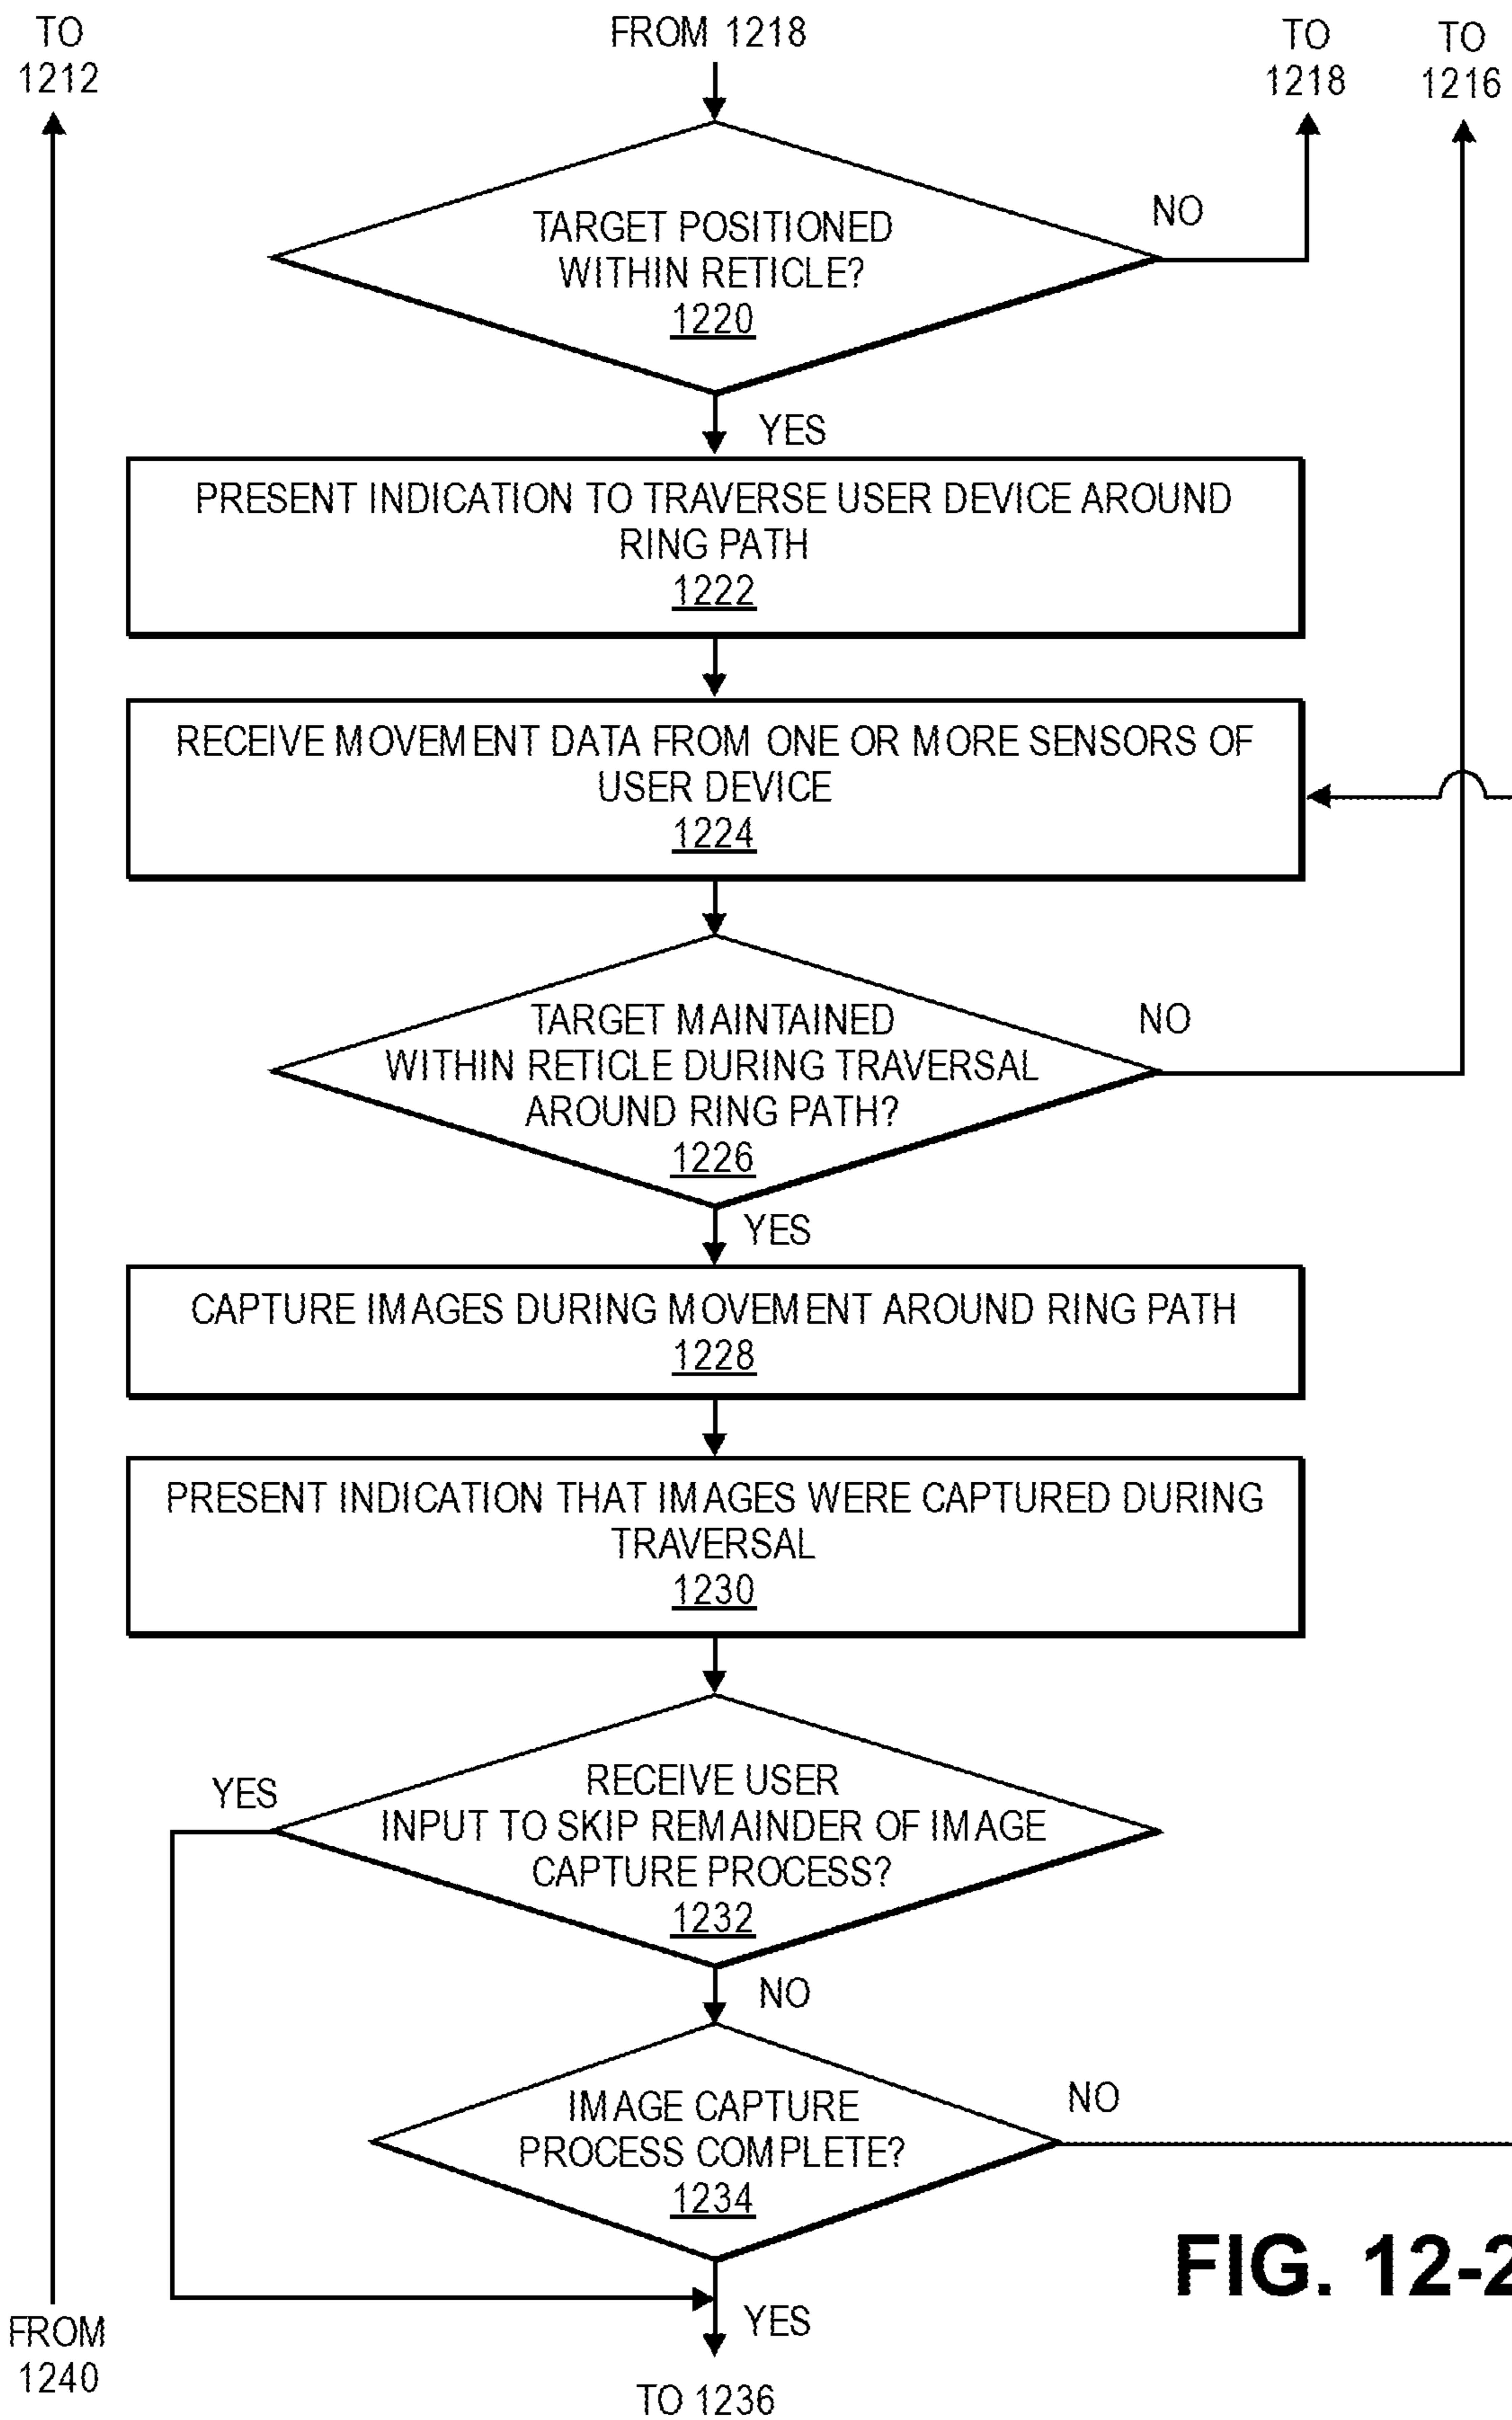 TO
1212
FROM 1218
TO
1218
TO
1216
TARGET POSITIONED
WITHIN RETICLE?
1220
NO
YES
PRESENT INDICATION TO TRAVERSE USER DEVICE AROUND
RING PATH
1222
RECEIVE MOVEMENT DATA FROM ONE OR MORE SENSORS OF
USER DEVICE
1224
TARGET MAINTAINED
WITHIN RETICLE DURING TRAVERSAL
AROUND RING PATH?
1226
NO
YES
CAPTURE IMAGES DURING MOVEMENT AROUND RING PATH
1228
PRESENT INDICATION THAT IMAGES WERE CAPTURED DURING
TRAVERSAL
1230
RECEIVE USER
INPUT TO SKIP REMAINDER OF IMAGE
CAPTURE PROCESS?
1232
YES
NO
IMAGE CAPTURE
PROCESS COMPLETE?
1234
NO
YES
FIG. 12-2
FROM
1240
TO 1236